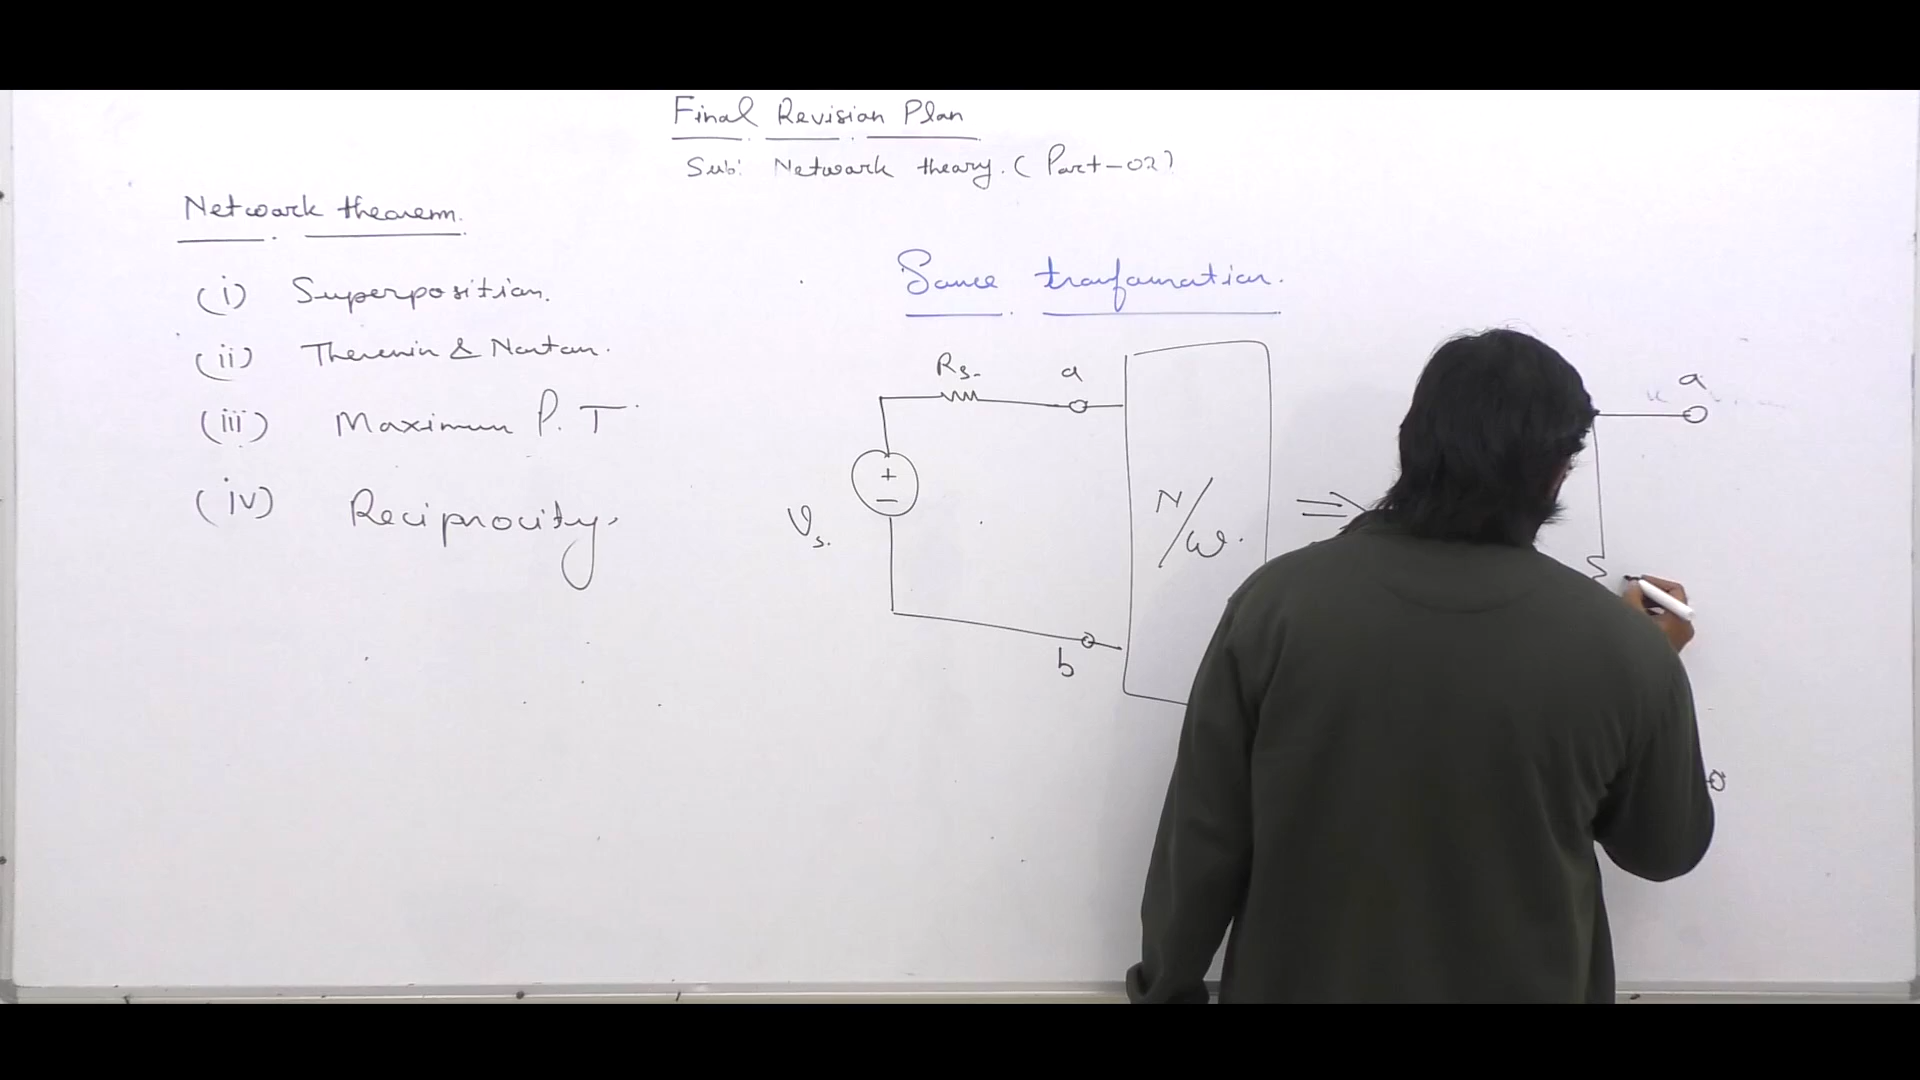 Final Revision Plan
Sub: Network theory. (Part-02)
Network theorem.
(i) Superposition.
(ii) Thevenin & Norton.
(iii) Maximum P. T
(iv) Reciprocity,
Source tranformation.
Rs.
a
+
-
Vs.
b
N/W.
⇒
a